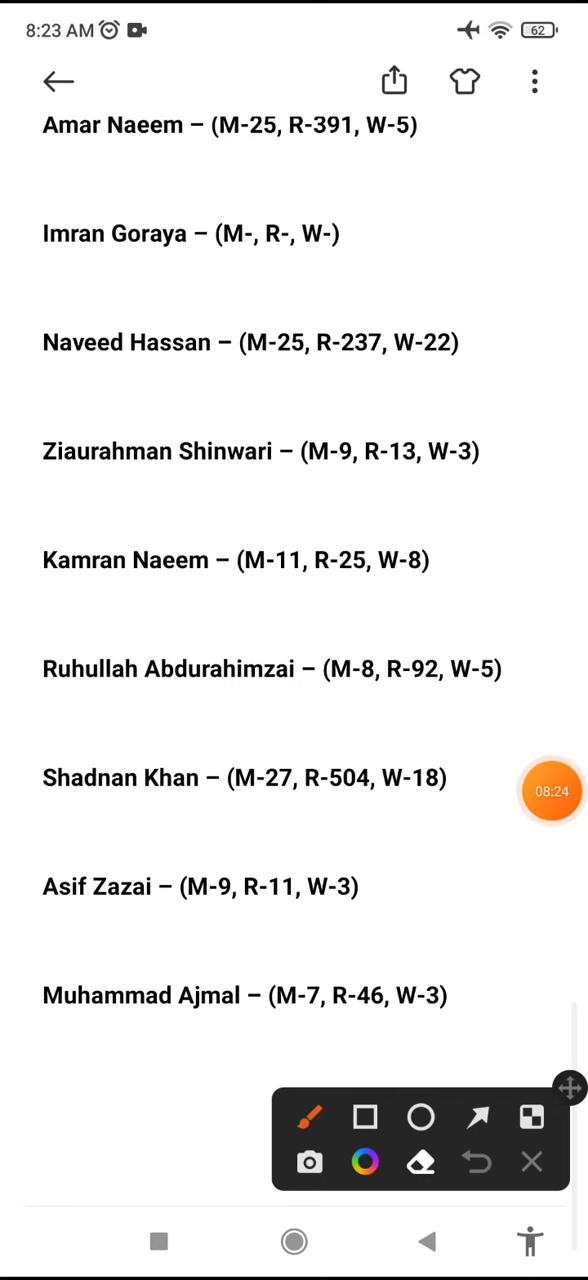 8:23 AM
62
Amar Naeem – (M-25, R-391, W-5)
Imran Goraya – (M-, R-, W-)
Naveed Hassan – (M-25, R-237, W-22)
Ziaurahman Shinwari – (M-9, R-13, W-3)
Kamran Naeem – (M-11, R-25, W-8)
Ruhullah Abdurahimzai – (M-8, R-92, W-5)
Shadnan Khan – (M-27, R-504, W-18)
08:24
Asif Zazai – (M-9, R-11, W-3)
Muhammad Ajmal – (M-7, R-46, W-3)